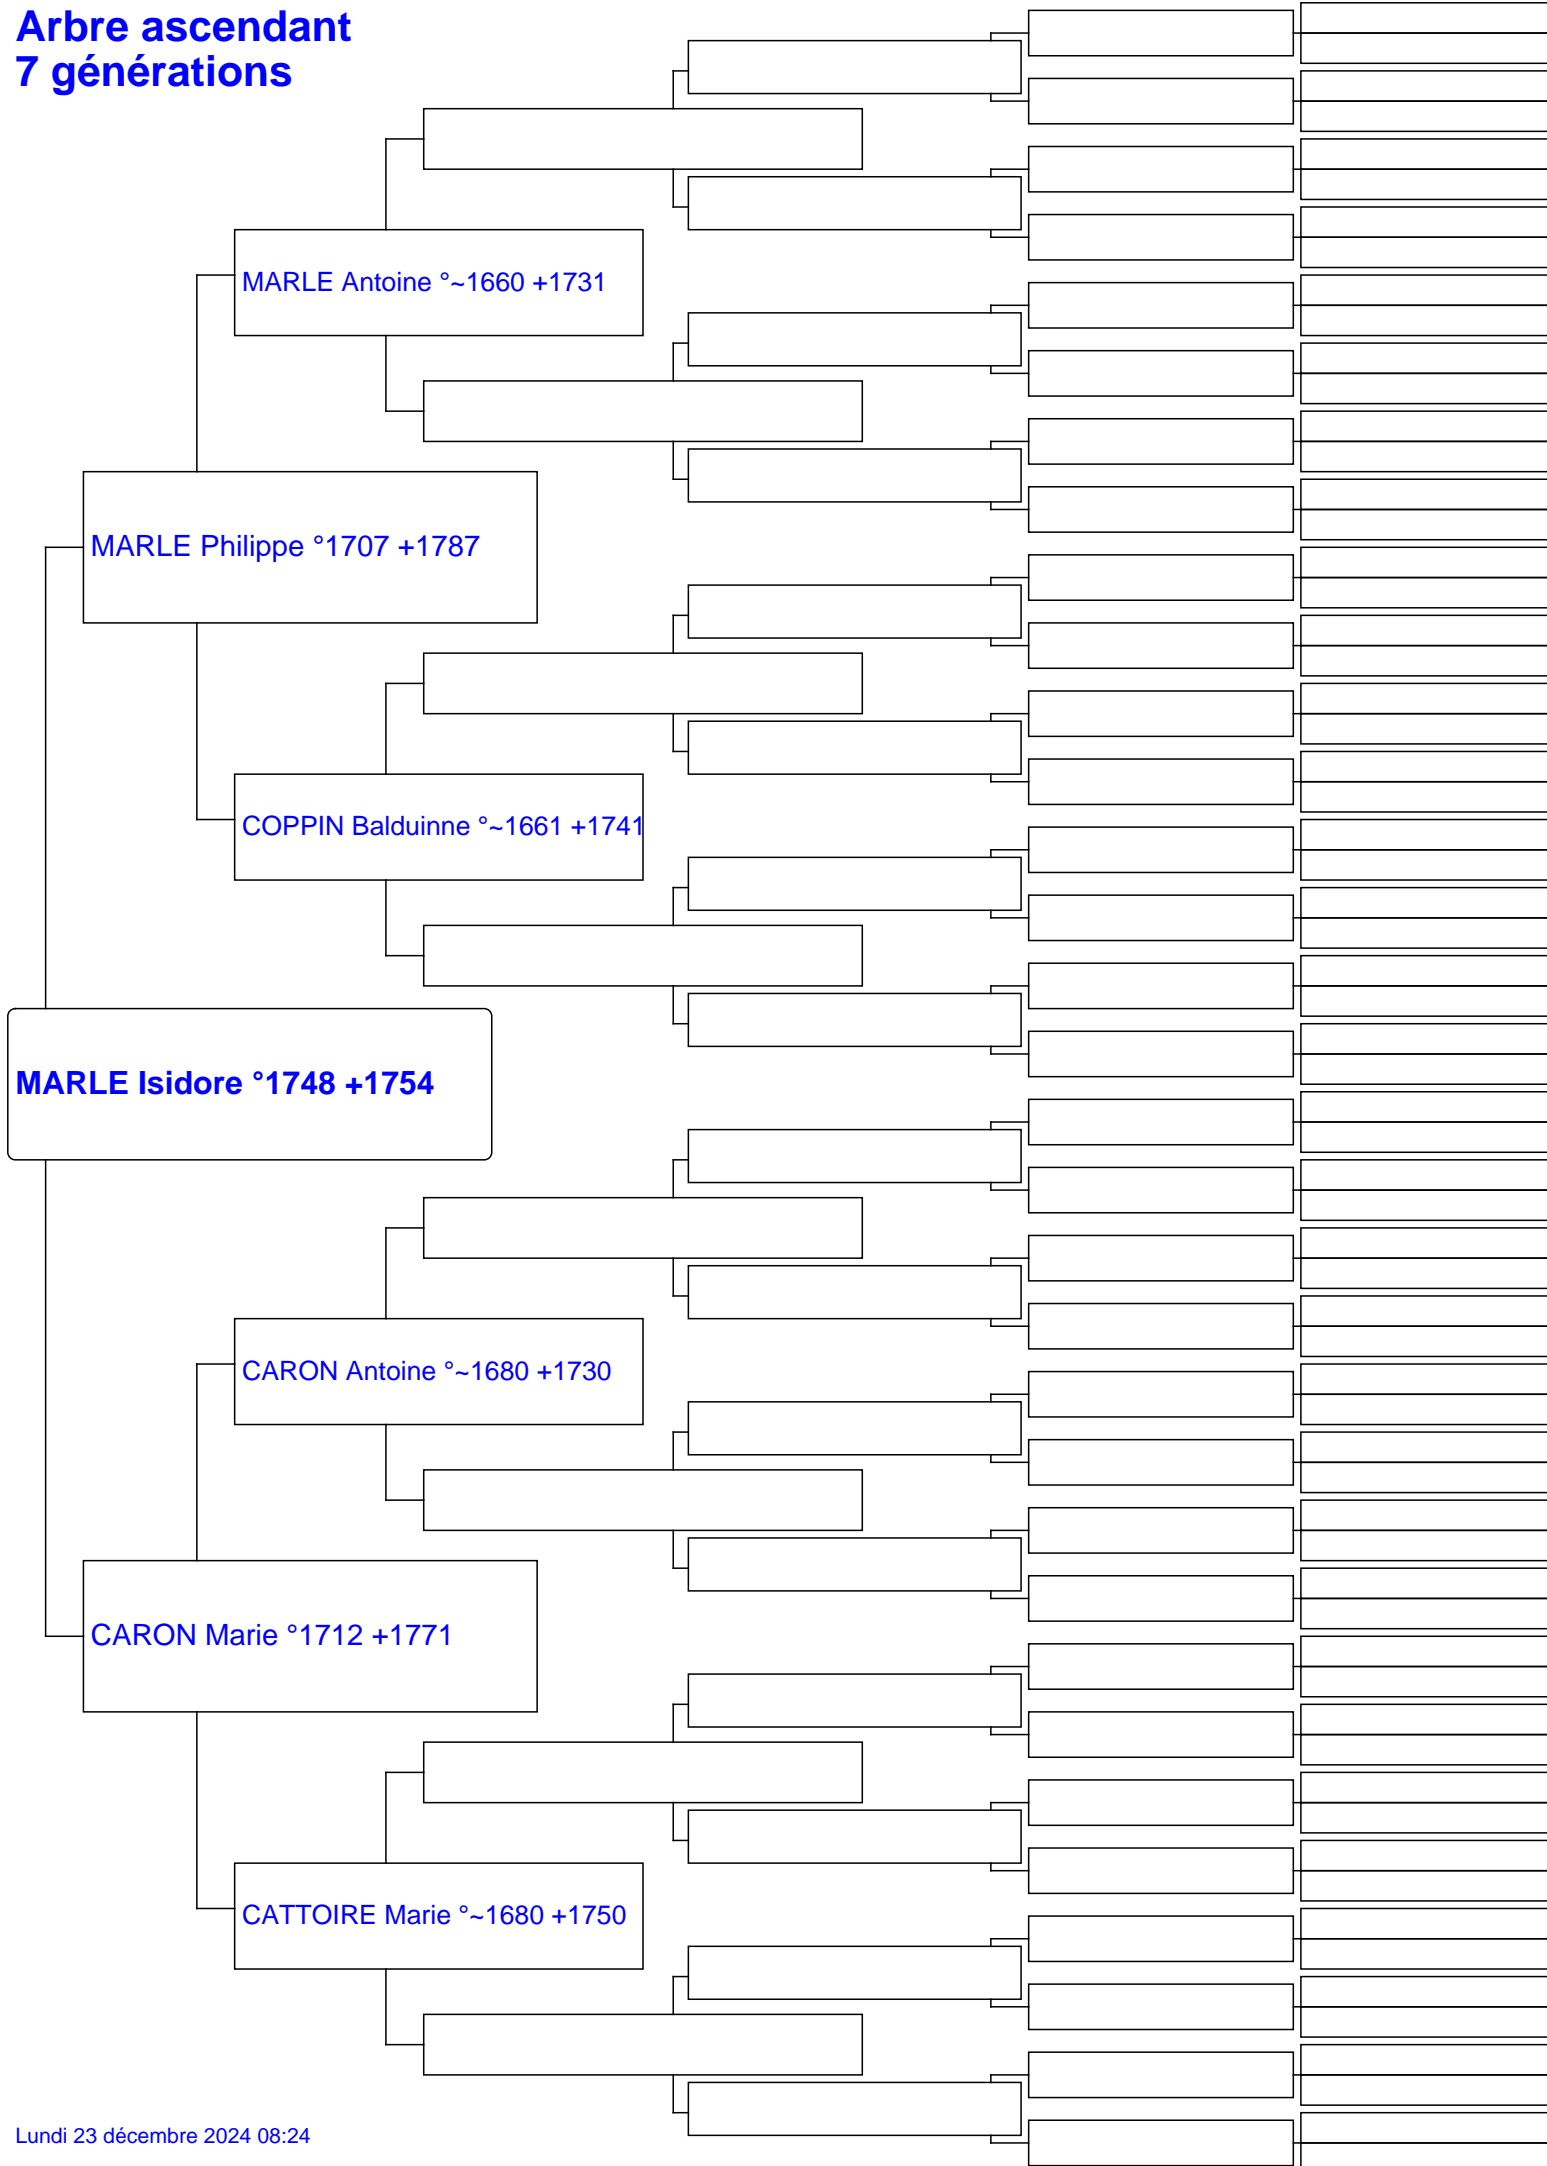 Arbre ascendant
7 générations
MARLE Antoine °~1660 +1731
MARLE Philippe °1707 +1787
COPPIN Balduinne °~1661 +1741
MARLE Isidore °1748 +1754
CARON Antoine °~1680 +1730
CARON Marie °1712 +1771
CATTOIRE Marie °~1680 +1750
Lundi 23 décembre 2024 08:24